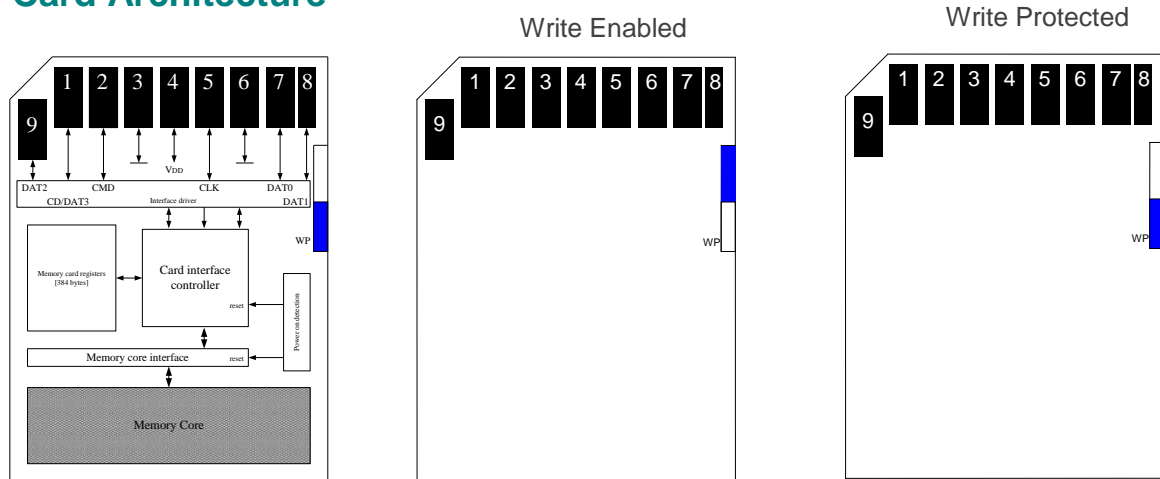 Card Architecture
Write Enabled
Write Protected
1 2 3 4 5 6 7 8
9
VDD
DAT2 CMD CLK DAT0
CD/DAT3 Interface driver DAT1
WP
Memory card registers
[384 bytes]
Card interface
controller
reset
Power on detection
Memory core interface reset
Memory Core
1 2 3 4 5 6 7 8
9
WP
1 2 3 4 5 6 7 8
9
WP